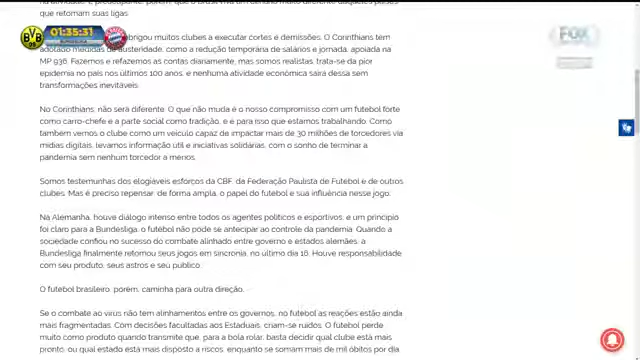 que retomam suas ligas.
01:35:31
BVB
09
FOX
obrigou muitos clubes a executar cortes e demissões. O Corinthians tem
adotado medidas de austeridade, como a redução temporária de salários e jornada, apoiada na
MP 936. Fazemos e refazemos as contas diariamente, mas somos realistas: trata-se da pior
epidemia no país nos últimos 100 anos, e nenhuma atividade econômica sairá dessa sem
transformações inevitáveis.
No Corinthians, não será diferente. O que não muda é o nosso compromisso com um futebol forte
como carro-chefe e a parte social como tradição, e é para isso que estamos trabalhando. Como
também vemos o clube como um veículo capaz de impactar mais de 30 milhões de torcedores via
mídias digitais, levamos informação útil e iniciativas solidárias, com o sonho de terminar a
pandemia sem nenhum torcedor a menos.
Somos testemunhas dos elogiáveis esforços da CBF, da Federação Paulista de Futebol e de outros
clubes. Mas é preciso repensar, de forma ampla, o papel do futebol e sua influência nesse jogo.
Na Alemanha, houve diálogo intenso entre todos os agentes políticos e esportivos, e um princípio
foi claro para a Bundesliga: o futebol não pode se antecipar ao controle da pandemia. Quando a
sociedade confiou no sucesso do combate alinhado entre governo e estados alemães, a
Bundesliga finalmente retomou seus jogos em sincronia, no último dia 16. Houve responsabilidade
com seu produto, seus astros e seu público.
O futebol brasileiro, porém, caminha para outra direção.
Se o combate ao vírus não tem alinhamentos entre os governos, no futebol as reações estão ainda
mais fragmentadas. Com decisões facultadas aos Estaduais, criam-se ruídos. O futebol perde
muito como produto quando transmite que, para a bola rolar, basta decidir qual clube está mais
pronto, ou qual estado está mais disposto a riscos, enquanto se somam mais de mil óbitos por dia